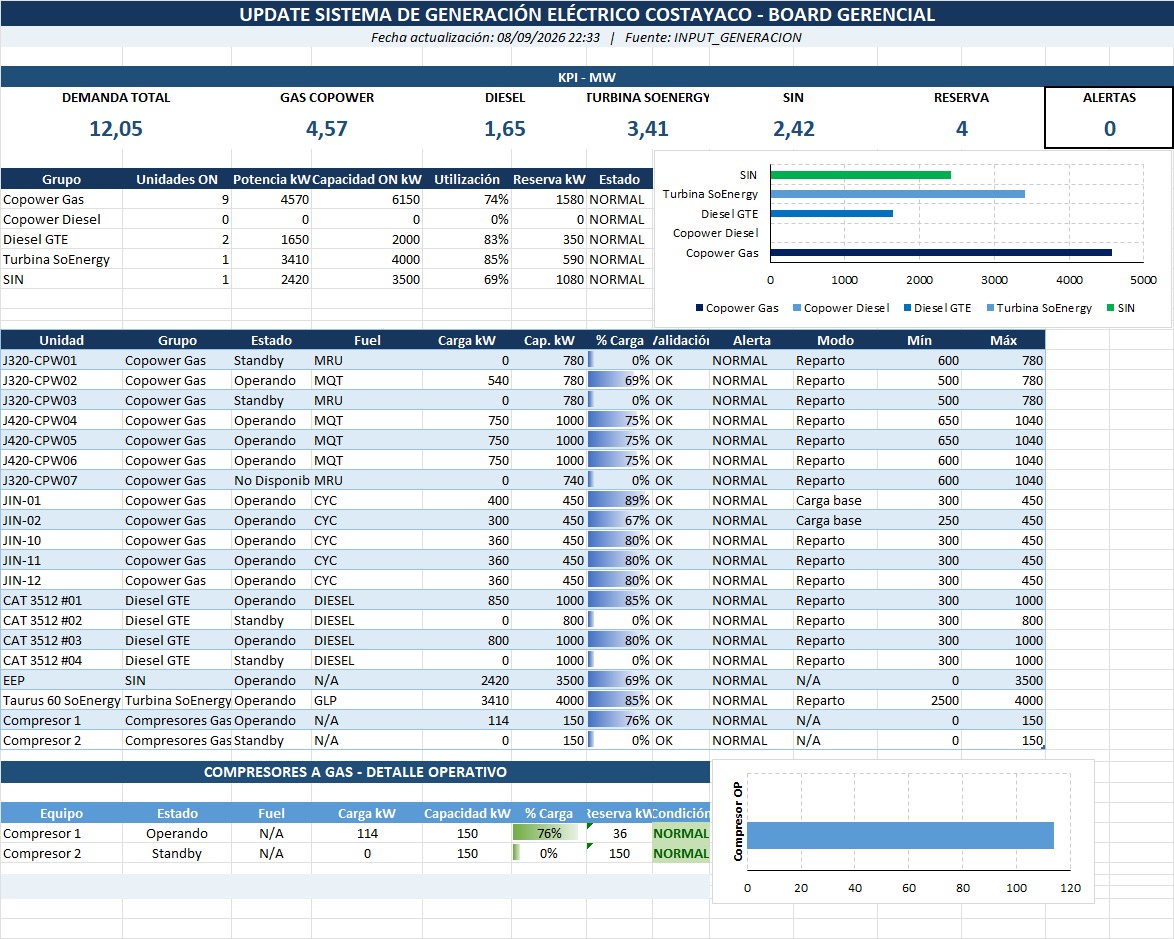 UPDATE SISTEMA DE GENERACIÓN ELÉCTRICO COSTAYACO - BOARD GERENCIAL
Fecha actualización: 08/09/2026 22:33 | Fuente: INPUT_GENERACION
KPI - MW
DEMANDA TOTAL GAS COPOWER DIESEL TURBINA SOENERGY SIN RESERVA ALERTAS
12,05 4,57 1,65 3,41 2,42 4 0
Grupo Unidades ON Potencia kW Capacidad ON kW Utilización Reserva kW Estado
Copower Gas 9 4570 6150 74% 1580 NORMAL
Copower Diesel 0 0 0 0% 0 NORMAL
Diesel GTE 2 1650 2000 83% 350 NORMAL
Turbina SoEnergy 1 3410 4000 85% 590 NORMAL
SIN 1 2420 3500 69% 1080 NORMAL
SIN
Turbina SoEnergy
Diesel GTE
Copower Diesel
Copower Gas
0 1000 2000 3000 4000 5000
Copower Gas Copower Diesel Diesel GTE Turbina SoEnergy SIN
Unidad Grupo Estado Fuel Carga kW Cap. kW % Carga Validación Alerta Modo Mín Máx
J320-CPW01 Copower Gas Standby MRU 0 780 0% OK NORMAL Reparto 600 780
J320-CPW02 Copower Gas Operando MQT 540 780 69% OK NORMAL Reparto 500 780
J320-CPW03 Copower Gas Standby MRU 0 780 0% OK NORMAL Reparto 500 780
J420-CPW04 Copower Gas Operando MQT 750 1000 75% OK NORMAL Reparto 650 1040
J420-CPW05 Copower Gas Operando MQT 750 1000 75% OK NORMAL Reparto 650 1040
J420-CPW06 Copower Gas Operando MQT 750 1000 75% OK NORMAL Reparto 600 1040
J320-CPW07 Copower Gas No Disponib MRU 0 740 0% OK NORMAL Reparto 600 1040
JIN-01 Copower Gas Operando CYC 400 450 89% OK NORMAL Carga base 300 450
JIN-02 Copower Gas Operando CYC 300 450 67% OK NORMAL Carga base 250 450
JIN-10 Copower Gas Operando CYC 360 450 80% OK NORMAL Reparto 300 450
JIN-11 Copower Gas Operando CYC 360 450 80% OK NORMAL Reparto 300 450
JIN-12 Copower Gas Operando CYC 360 450 80% OK NORMAL Reparto 300 450
CAT 3512 #01 Diesel GTE Operando DIESEL 850 1000 85% OK NORMAL Reparto 300 1000
CAT 3512 #02 Diesel GTE Standby DIESEL 0 800 0% OK NORMAL Reparto 300 800
CAT 3512 #03 Diesel GTE Operando DIESEL 800 1000 80% OK NORMAL Reparto 300 1000
CAT 3512 #04 Diesel GTE Standby DIESEL 0 1000 0% OK NORMAL Reparto 300 1000
EEP SIN Operando N/A 2420 3500 69% OK NORMAL N/A 0 3500
Taurus 60 SoEnergy Turbina SoEnergy Operando GLP 3410 4000 85% OK NORMAL Reparto 2500 4000
Compresor 1 Compresores Gas Operando N/A 114 150 76% OK NORMAL N/A 0 150
Compresor 2 Compresores Gas Standby N/A 0 150 0% OK NORMAL N/A 0 150
COMPRESORES A GAS - DETALLE OPERATIVO
Equipo Estado Fuel Carga kW Capacidad kW % Carga Reserva kW Condición
Compresor 1 Operando N/A 114 150 76% 36 NORMAL
Compresor 2 Standby N/A 0 150 0% 150 NORMAL
Compresor OP
0 20 40 60 80 100 120